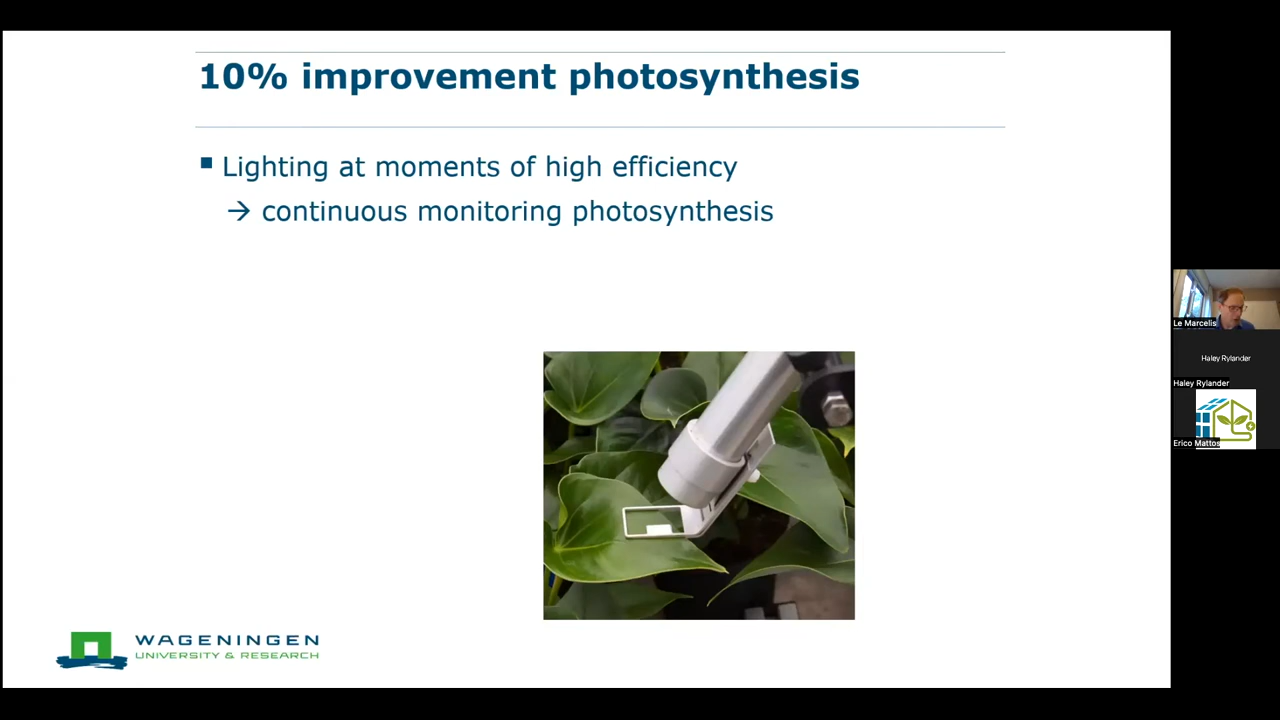 10% improvement photosynthesis
▪ Lighting at moments of high efficiency
→ continuous monitoring photosynthesis
WAGENINGEN
UNIVERSITY & RESEARCH
Le Marcelis
Haley Rylander
Haley Rylander
Erico Mattos